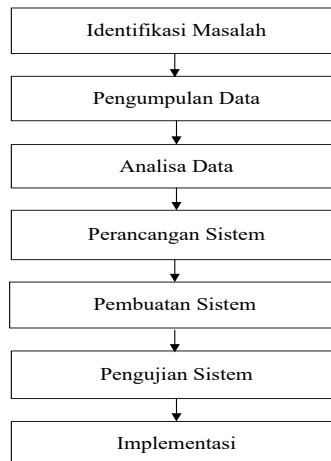 Identifikasi Masalah
Pengumpulan Data
Analisa Data
Perancangan Sistem
Pembuatan Sistem
Pengujian Sistem
Implementasi